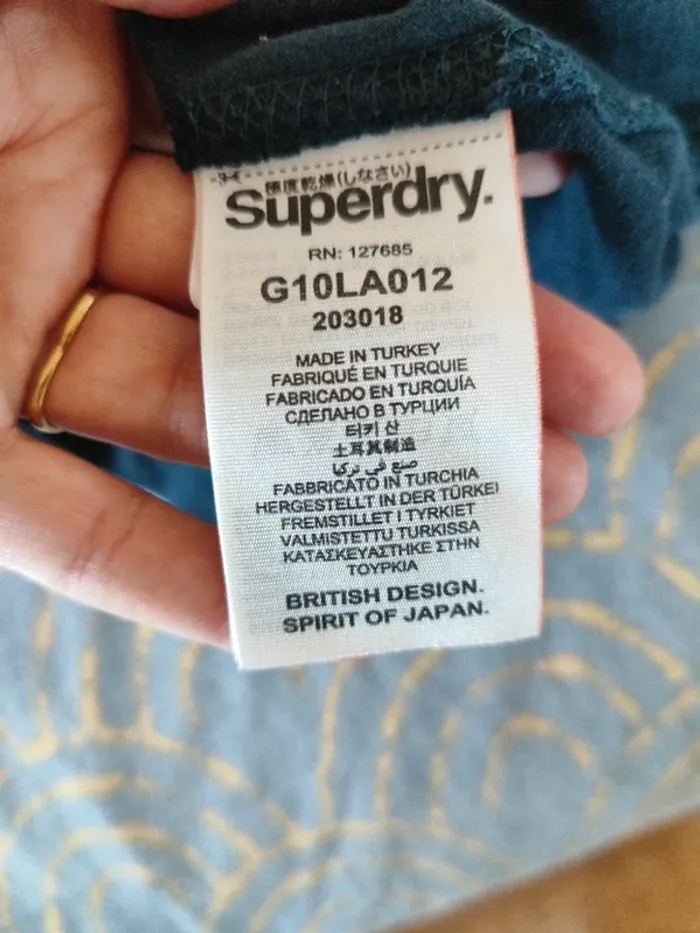 極度乾燥(しなさい)
Superdry.
RN: 127685
G10LA012
203018
MADE IN TURKEY
FABRIQUÉ EN TURQUIE
FABRICADO EN TURQUÍA
СДЕЛАНО В ТУРЦИИ
터키 산
土耳其制造
صنع في تركيا
FABBRICATO IN TURCHIA
HERGESTELLT IN DER TÜRKEI
FREMSTILLET I TYRKIET
VALMISTETTU TURKISSA
ΚΑΤΑΣΚΕΥΑΣΤΗΚΕ ΣΤΗΝ
ΤΟΥΡΚΙΑ
BRITISH DESIGN.
SPIRIT OF JAPAN.